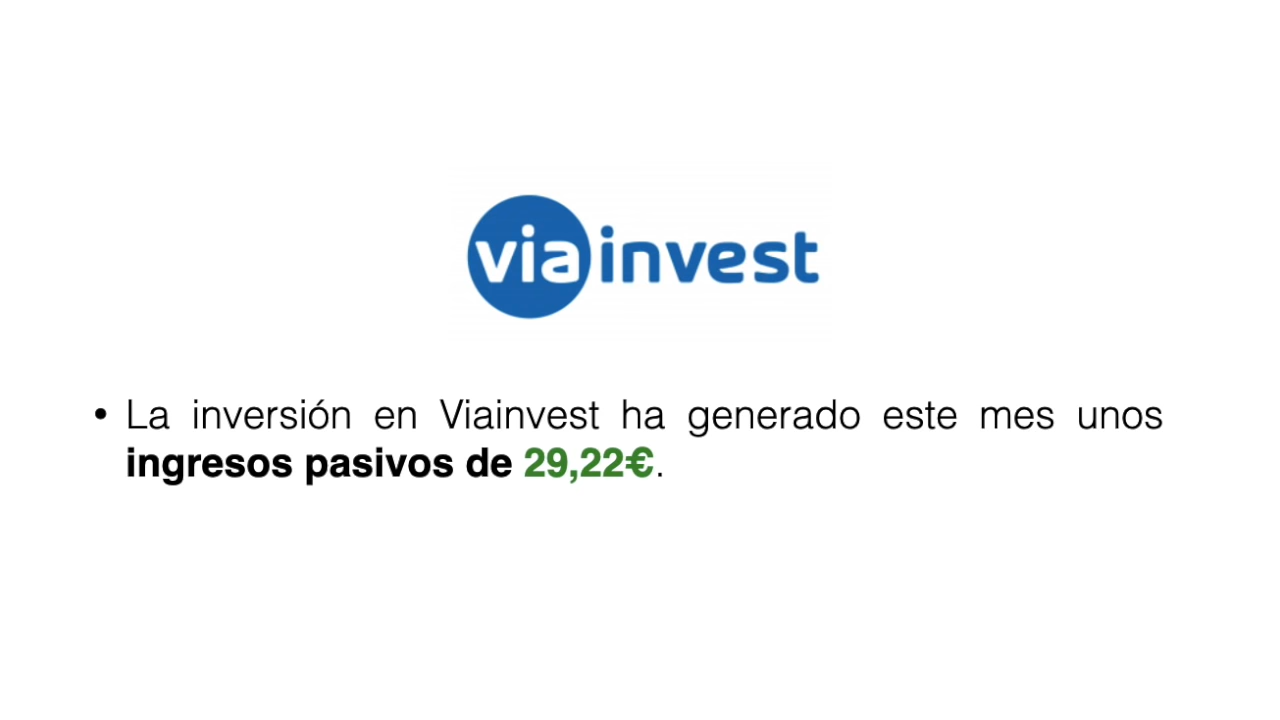 viainvest
• La inversión en Viainvest ha generado este mes unos
ingresos pasivos de 29,22€.